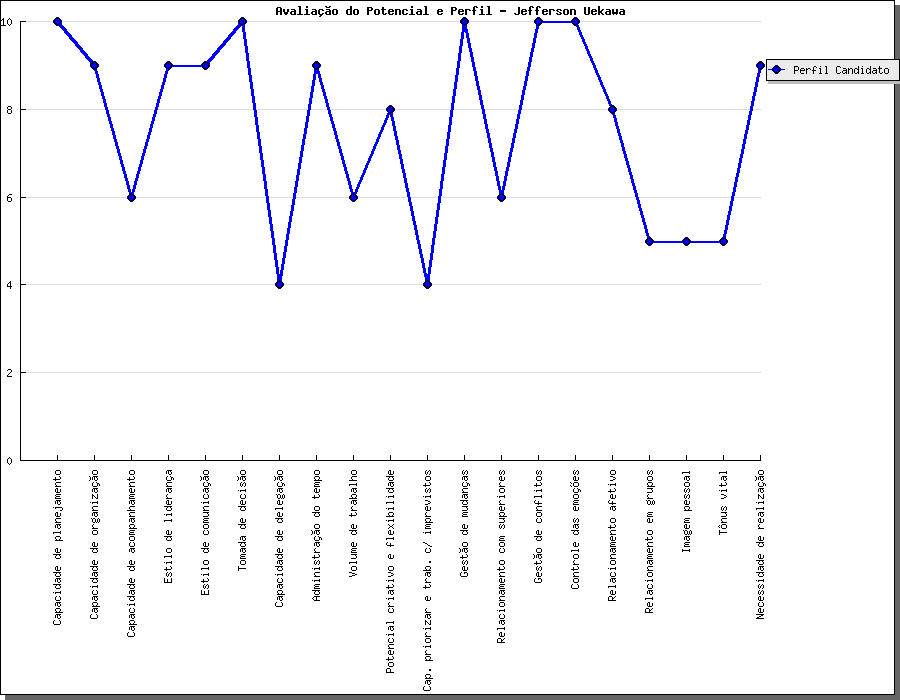 Avaliação do Potencial e Perfil - Jefferson Uekawa
10
8
6
4
2
0
Perfil Candidato
Capacidade de planejamento
Capacidade de organização
Capacidade de acompanhamento
Estilo de liderança
Estilo de comunicação
Tomada de decisão
Capacidade de delegação
Administração do tempo
Volume de trabalho
Potencial criativo e flexibilidade
Cap. priorizar e trab. c/ imprevistos
Gestão de mudanças
Relacionamento com superiores
Gestão de conflitos
Controle das emoções
Relacionamento afetivo
Relacionamento em grupos
Imagem pessoal
Tônus vital
Necessidade de realização